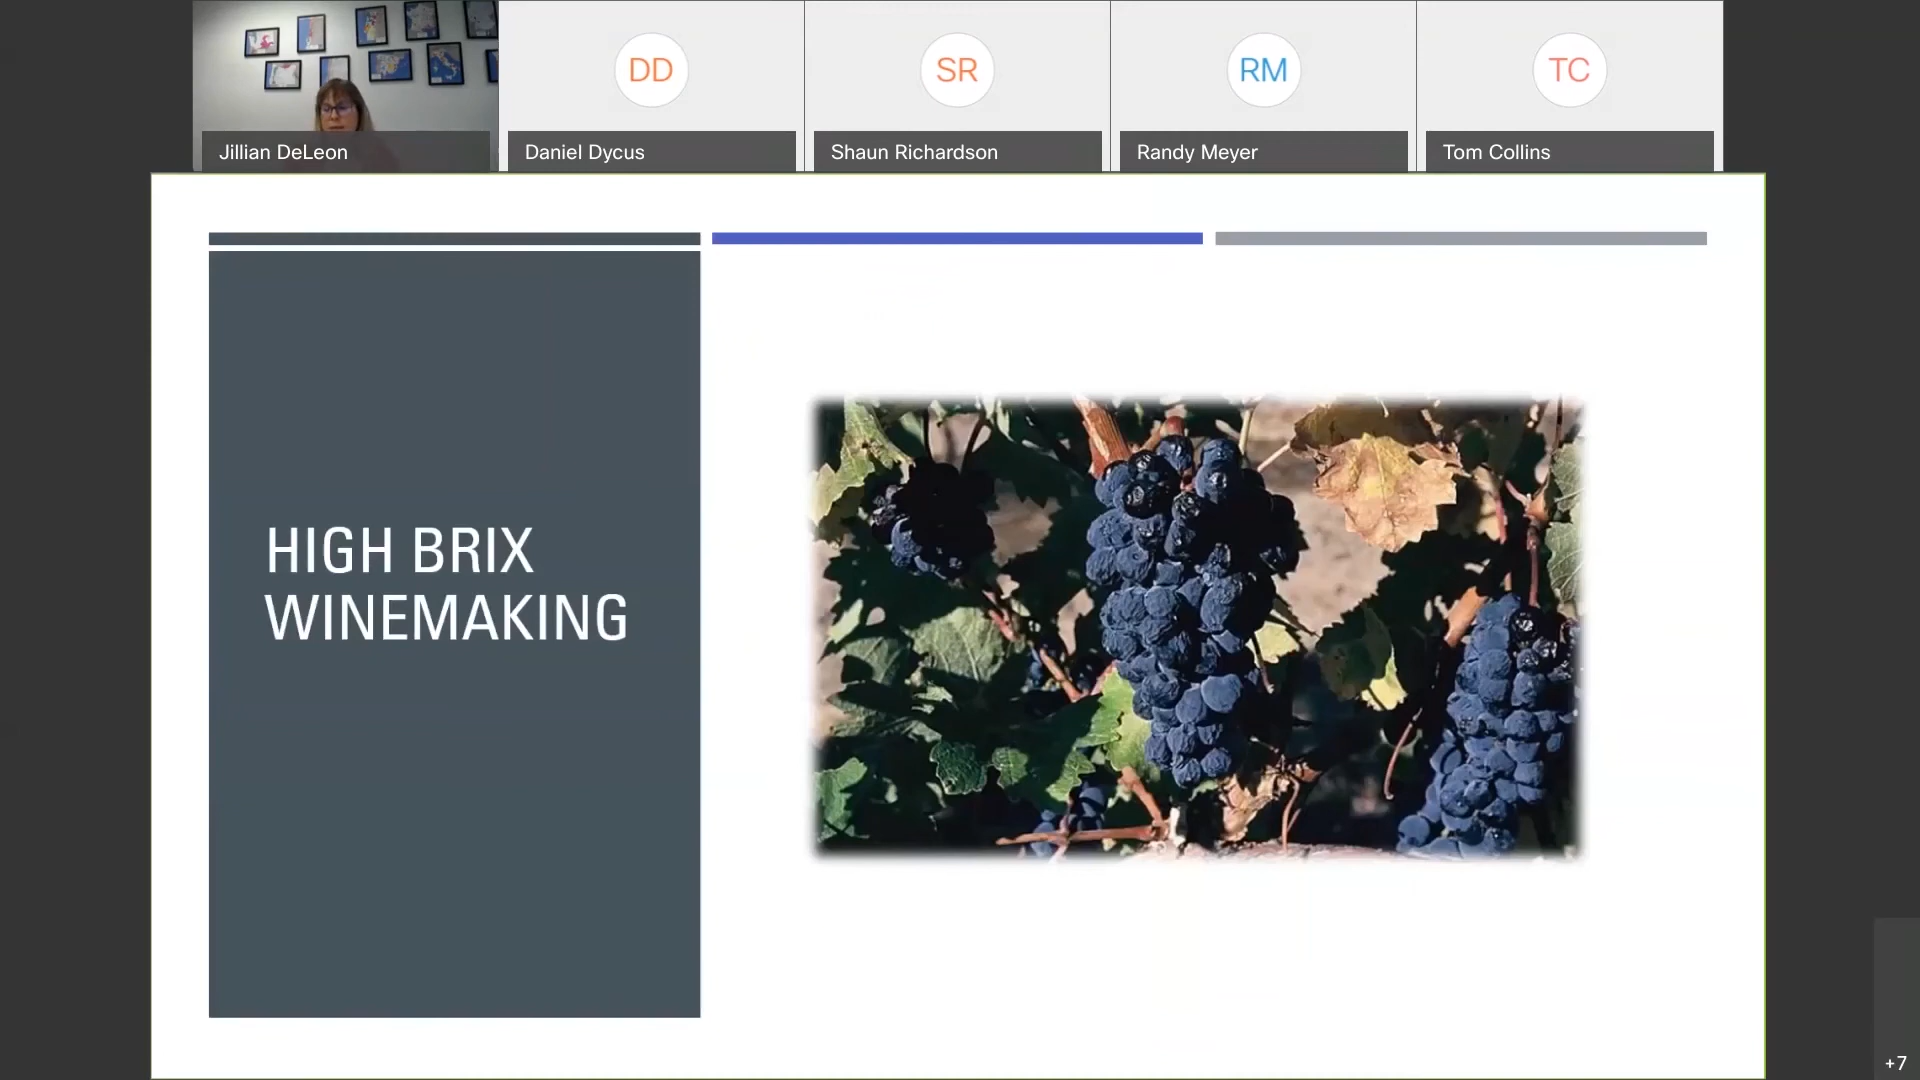 DD
SR
RM
TC
Jillian DeLeon
Daniel Dycus
Shaun Richardson
Randy Meyer
Tom Collins
HIGH BRIX
WINEMAKING
+7